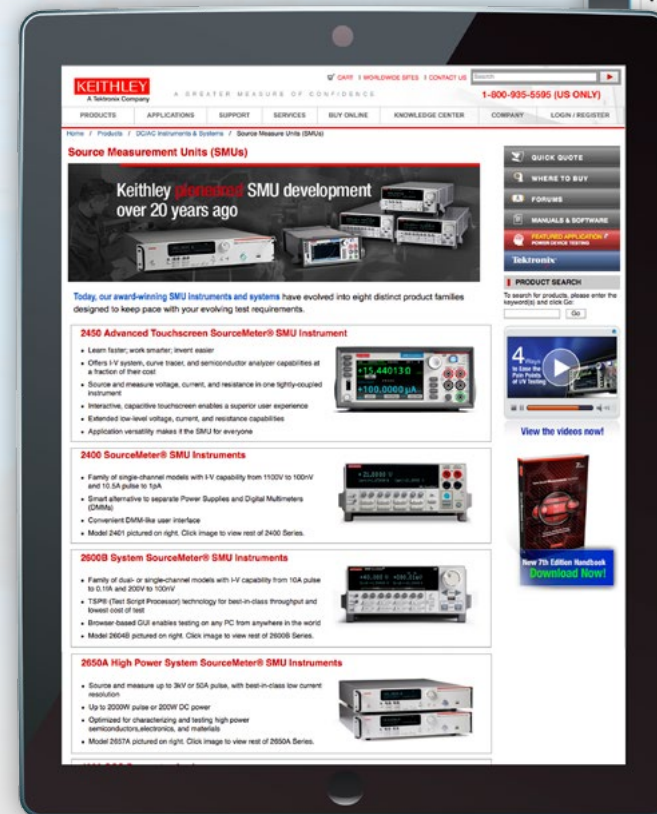 CART | WORLDWIDE SITES | CONTACT US
Search
KEITHLEY
A Tektronix Company
A GREATER MEASURE OF CONFIDENCE
1-800-935-5595 (US ONLY)
PRODUCTS APPLICATIONS SUPPORT SERVICES BUY ONLINE KNOWLEDGE CENTER COMPANY LOGIN / REGISTER
Home / Products / DC/AC Instruments & Systems / Source Measure Units (SMUs)
Source Measurement Units (SMUs)
Keithley pioneered SMU development
over 20 years ago
Today, our award-winning SMU instruments and systems have evolved into eight distinct product families
designed to keep pace with your evolving test requirements.
2450 Advanced Touchscreen SourceMeter® SMU Instrument
• Learn faster; work smarter; invent easier
• Offers I-V system, curve tracer, and semiconductor analyzer capabilities at
a fraction of their cost
• Source and measure voltage, current, and resistance in one tightly-coupled
instrument
• Interactive, capacitive touchscreen enables a superior user experience
• Extended low-level voltage, current, and resistance capabilities
• Application versatility makes it the SMU for everyone
+15.44013
+100.0000 µA
2400 SourceMeter® SMU Instruments
• Family of single-channel models with I-V capability from 1100V to 100nV
and 10.5A pulse to 1pA
• Smart alternative to separate Power Supplies and Digital Multimeters
(DMMs)
• Convenient DMM-like user interface
• Model 2401 pictured on right. Click image to view rest of 2400 Series.
2600B System SourceMeter® SMU Instruments
• Family of dual- or single-channel models with I-V capability from 10A pulse
to 0.1fA and 200V to 100nV
• TSP® (Test Script Processor) technology for best-in-class throughput and
lowest cost of test
• Browser-based GUI enables testing on any PC from anywhere in the world
• Model 2604B pictured on right. Click image to view rest of 2600B Series.
2650A High Power System SourceMeter® SMU Instruments
• Source and measure up to 3kV or 50A pulse, with best-in-class low current
resolution
• Up to 2000W pulse or 200W DC power
• Optimized for characterizing and testing high power
semiconductors,electronics, and materials
• Model 2657A pictured on right. Click image to view rest of 2650A Series.
QUICK QUOTE
WHERE TO BUY
FORUMS
MANUALS & SOFTWARE
FEATURED APPLICATION
POWER DEVICE TESTING
Tektronix
PRODUCT SEARCH
To search for products, please enter the
keyword(s) and click Go:
Go
4 Ways
to Ease the
Pain Points
of I/V Testing
View the videos now!
New 7th Edition Handbook
Download Now!